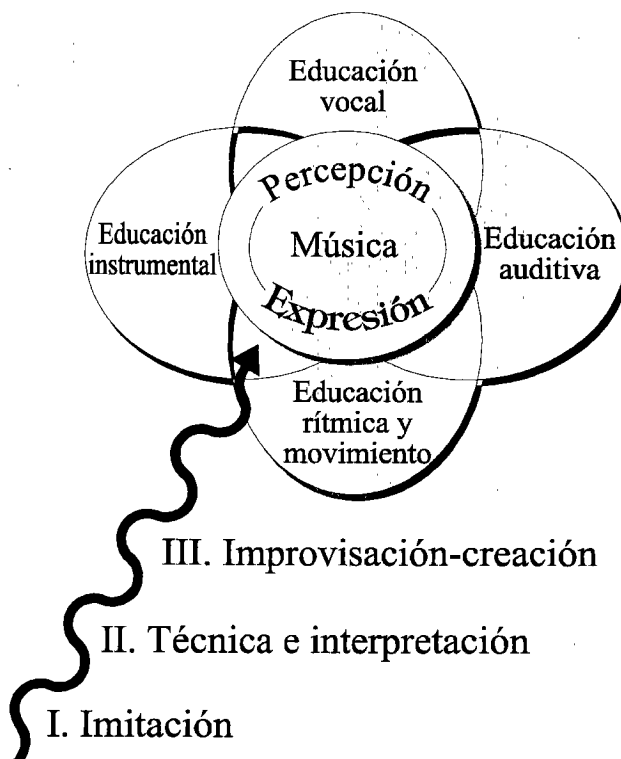 Educación
vocal
Percepción
Música
Expresión
Educación
instrumental
Educación
auditiva
Educación
rítmica y
movimiento
III. Improvisación-creación
II. Técnica e interpretación
I. Imitación